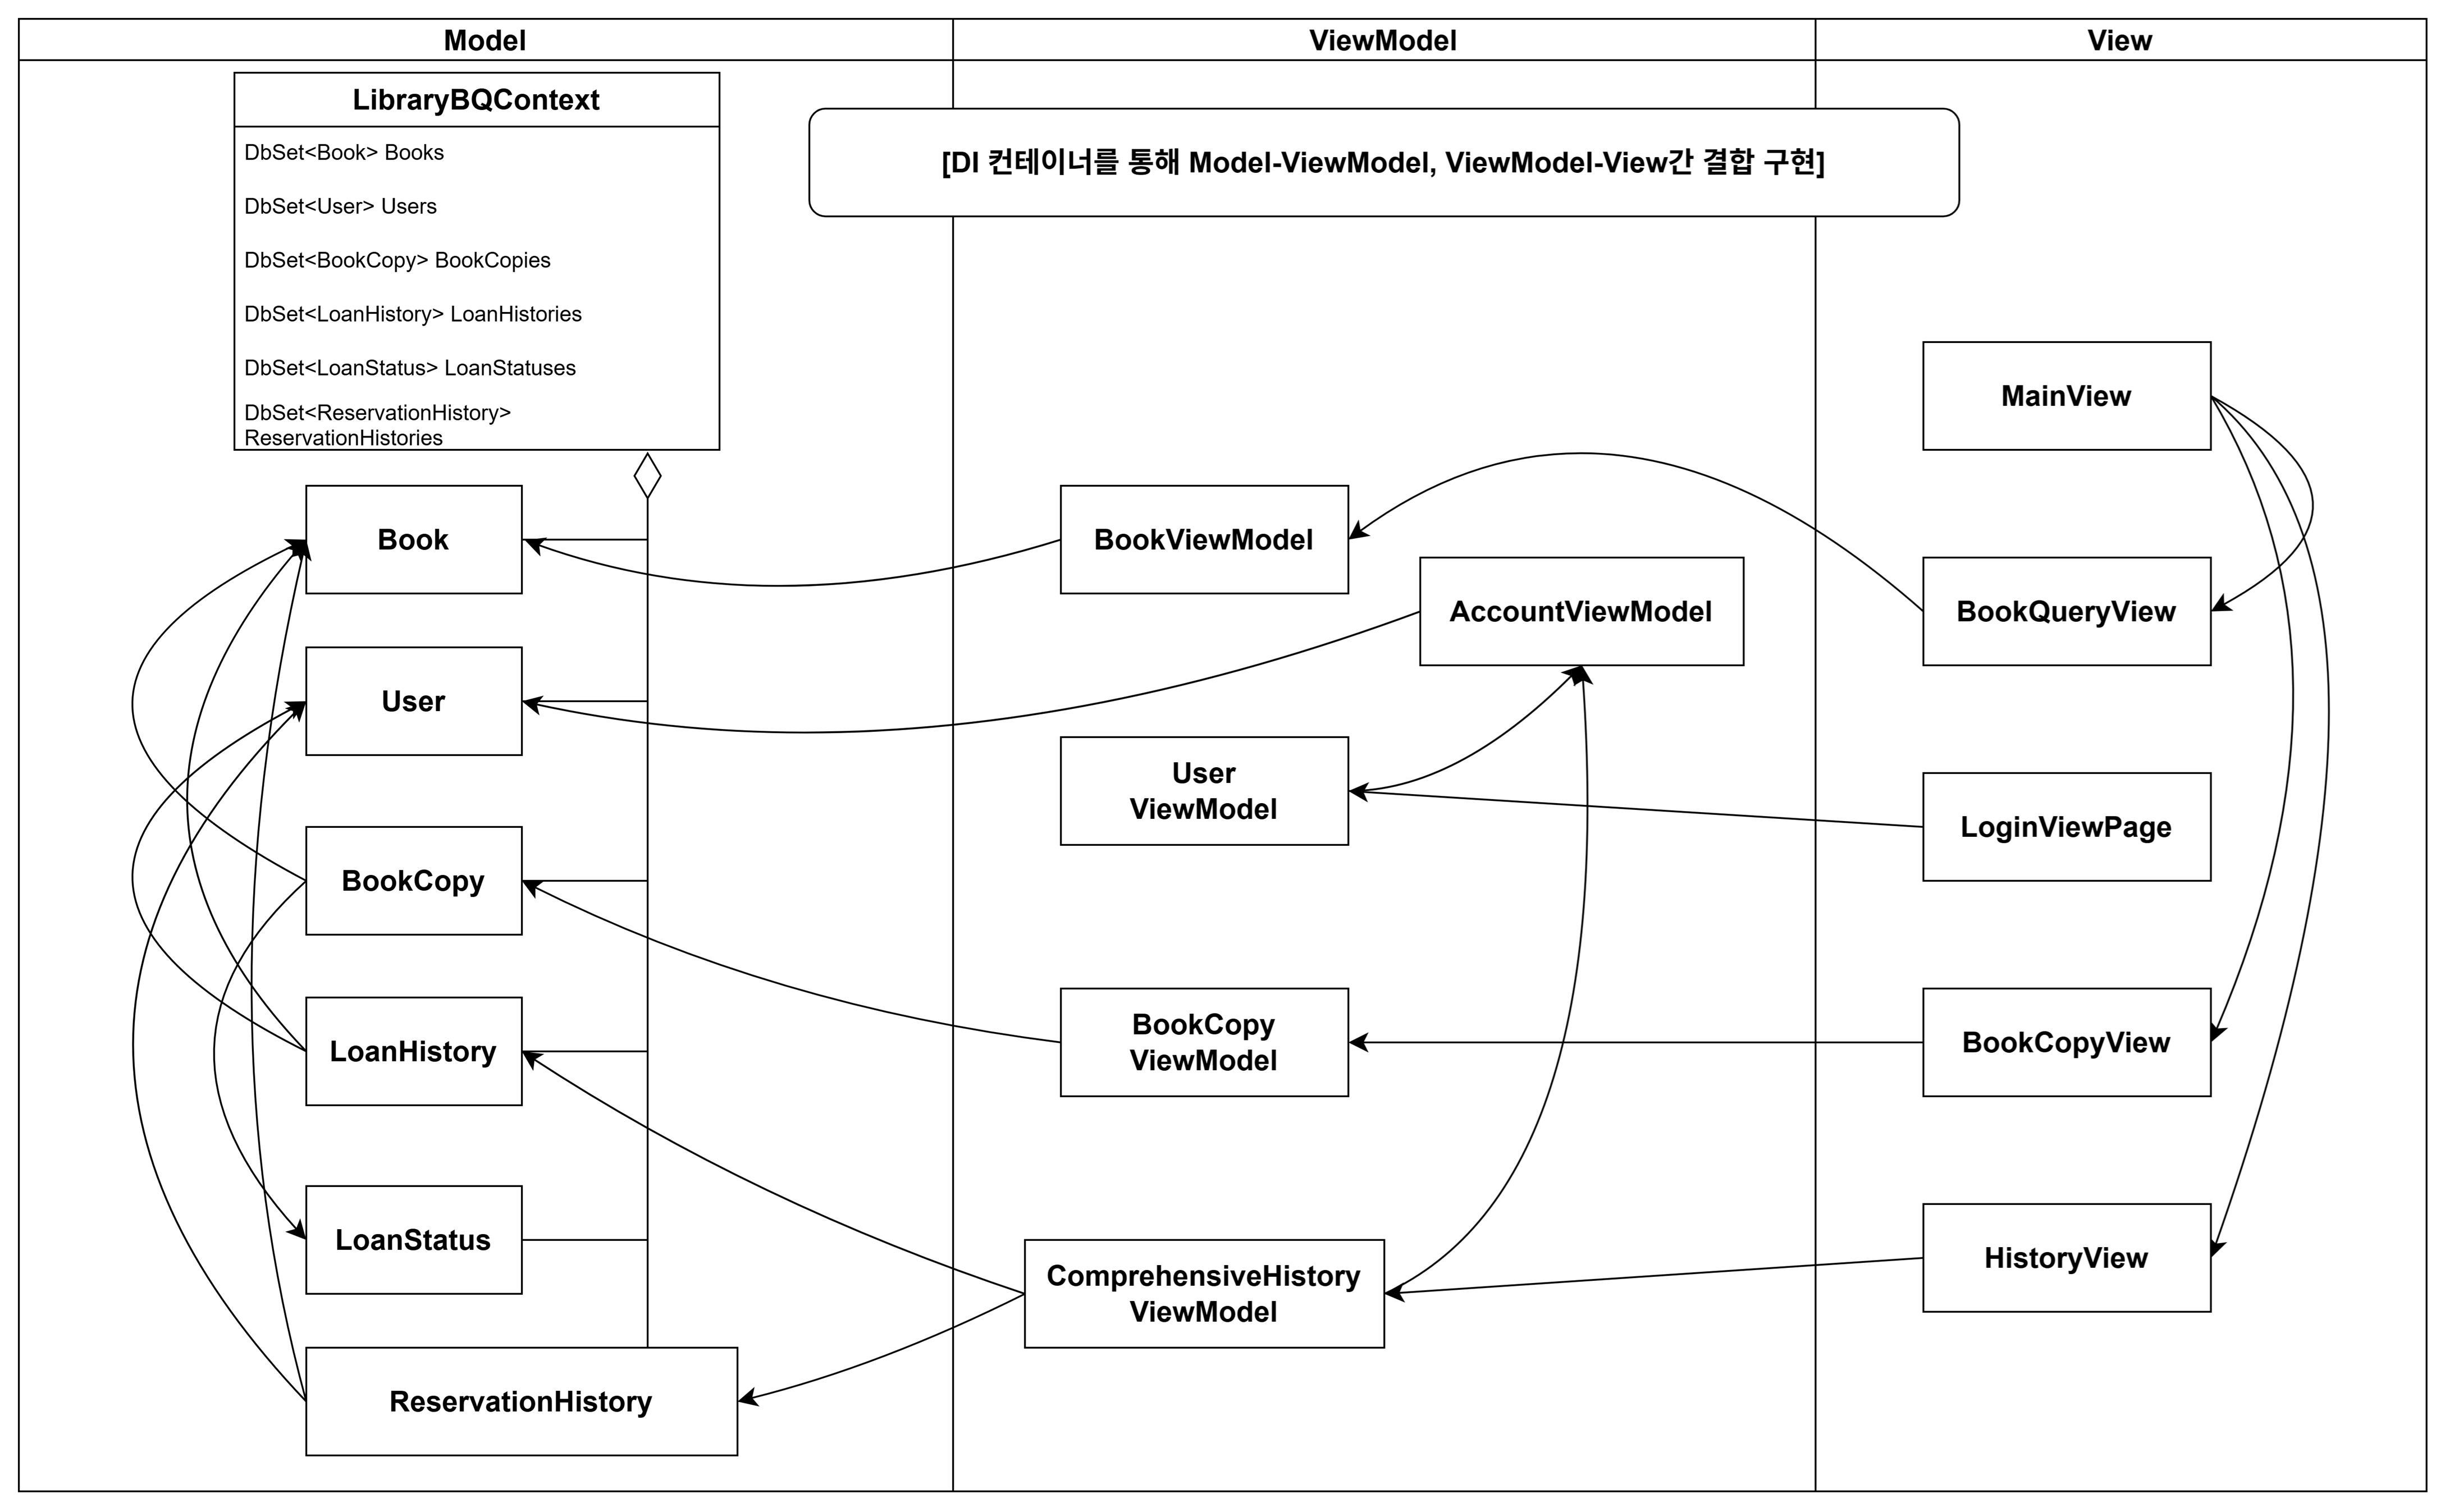 Model
ViewModel
View
LibraryBQContext
DbSet<Book> Books
DbSet<User> Users
DbSet<BookCopy> BookCopies
DbSet<LoanHistory> LoanHistories
DbSet<LoanStatus> LoanStatuses
DbSet<ReservationHistory>
ReservationHistories
[DI 컨테이너를 통해 Model-ViewModel, ViewModel-View간 결합 구현]
Book
User
BookCopy
LoanHistory
LoanStatus
ReservationHistory
BookViewModel
AccountViewModel
User
ViewModel
BookCopy
ViewModel
ComprehensiveHistory
ViewModel
MainView
BookQueryView
LoginViewPage
BookCopyView
HistoryView